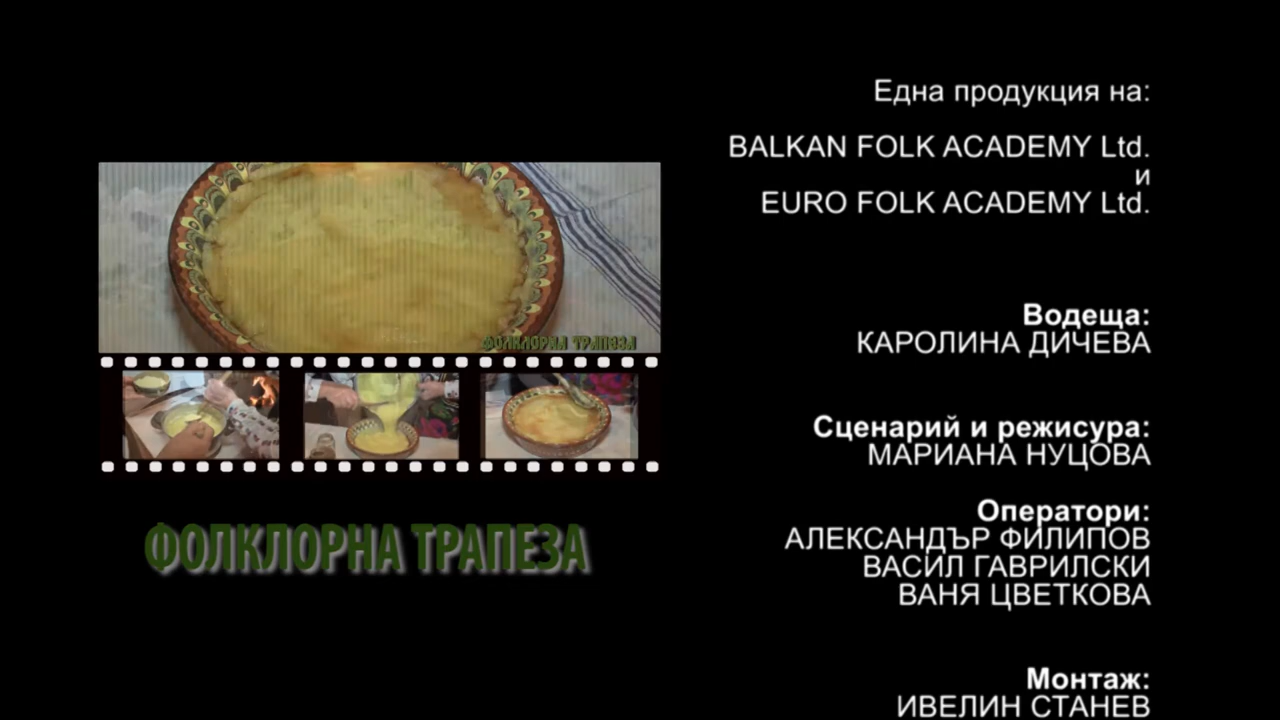 ФОЛКЛОРНА ТРАПЕЗА
ФОЛКЛОРНА ТРАПЕЗА
Една продукция на:
BALKAN FOLK ACADEMY Ltd.
и
EURO FOLK ACADEMY Ltd.
Водеща:
КАРОЛИНА ДИЧЕВА
Сценарий и режисура:
МАРИАНА НУЦОВА
Оператори:
АЛЕКСАНДЪР ФИЛИПОВ
ВАСИЛ ГАВРИЛСКИ
ВАНЯ ЦВЕТКОВА
Монтаж:
ИВЕЛИН СТАНЕВ